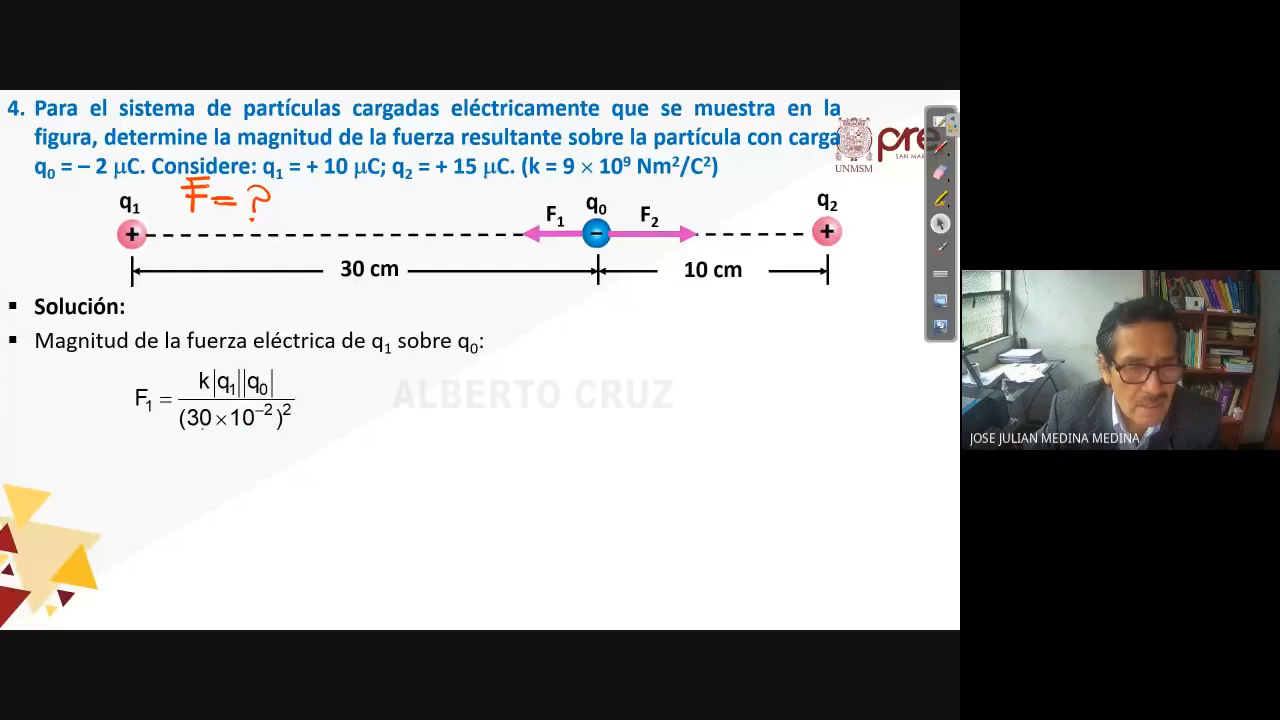 4. Para el sistema de partículas cargadas eléctricamente que se muestra en la
figura, determine la magnitud de la fuerza resultante sobre la partícula con carga
q₀ = – 2 μC. Considere: q₁ = + 10 μC; q₂ = + 15 μC. (k = 9 × 10⁹ Nm²/C²)
pre
SAN MAR
UNMSM
F = ?
q₁ F₁ q₀ F₂ q₂
+ – +
30 cm 10 cm
▪ Solución:
▪ Magnitud de la fuerza eléctrica de q₁ sobre q₀:
F₁ = k|q₁||q₀| / (30 × 10⁻²)²
ALBERTO CRUZ
JOSE JULIAN MEDINA MEDINA